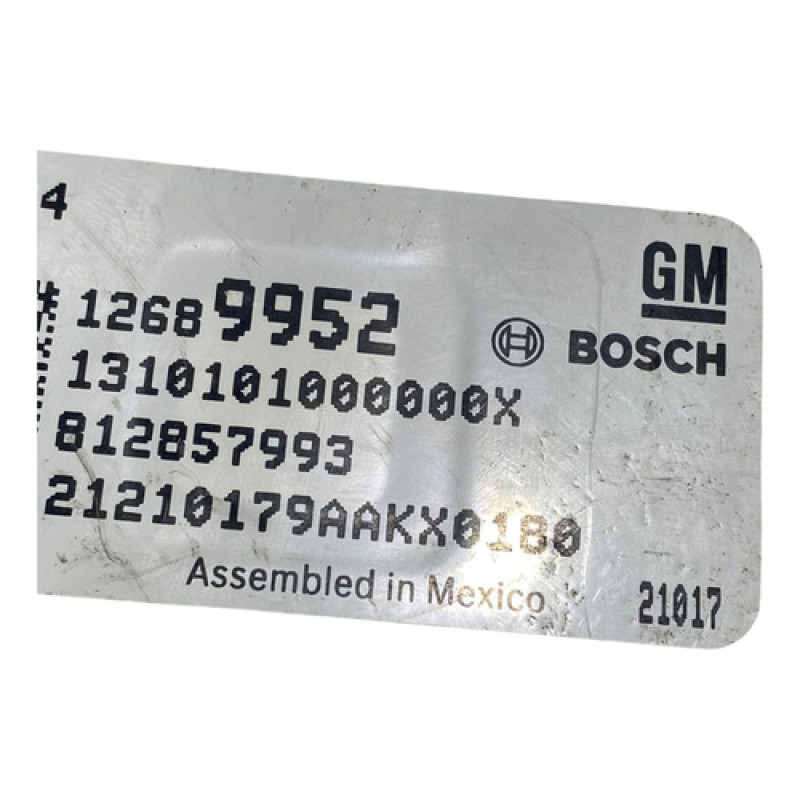 4
GM
12689952
BOSCH
1310101000000X
812857993
21210179AAKX0180
Assembled in Mexico
21017